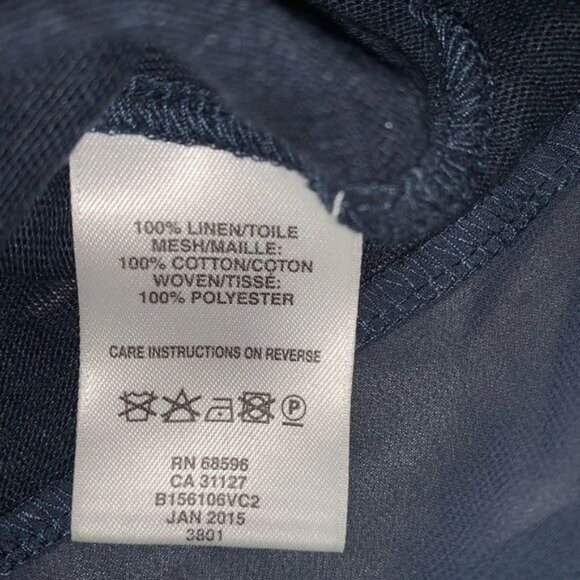 100% LINEN/TOILE
MESH/MAILLE:
100% COTTON/COTON
WOVEN/TISSÉ:
100% POLYESTER
CARE INSTRUCTIONS ON REVERSE
P
RN 68596
CA 31127
B156106VC2
JAN 2015
3801